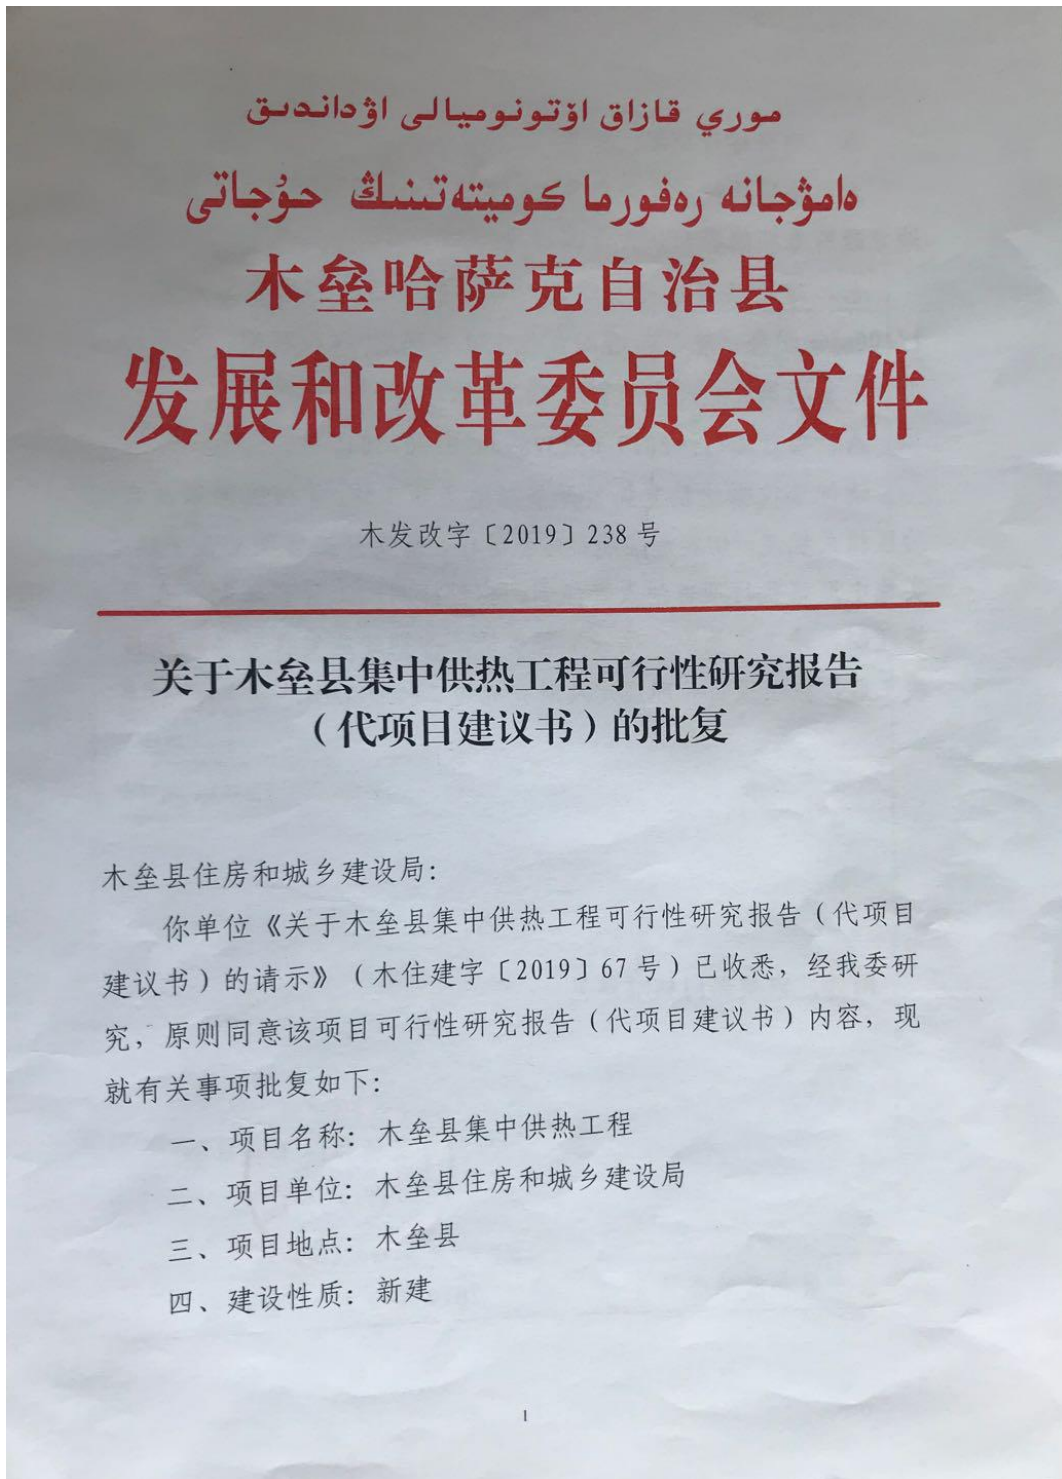 موري قازاق اۆتونوميالى اۋداندىق
دامۋجانە رەفورما كوميتەتىنىڭ حۇجاتى
木垒哈萨克自治县
发展和改革委员会文件
木发改字〔2019〕238 号
关于木垒县集中供热工程可行性研究报告
（代项目建议书）的批复
木垒县住房和城乡建设局：
你单位《关于木垒县集中供热工程可行性研究报告（代项目
建议书）的请示》（木住建字〔2019〕67 号）已收悉，经我委研
究，原则同意该项目可行性研究报告（代项目建议书）内容，现
就有关事项批复如下：
一、项目名称：木垒县集中供热工程
二、项目单位：木垒县住房和城乡建设局
三、项目地点：木垒县
四、建设性质：新建
1